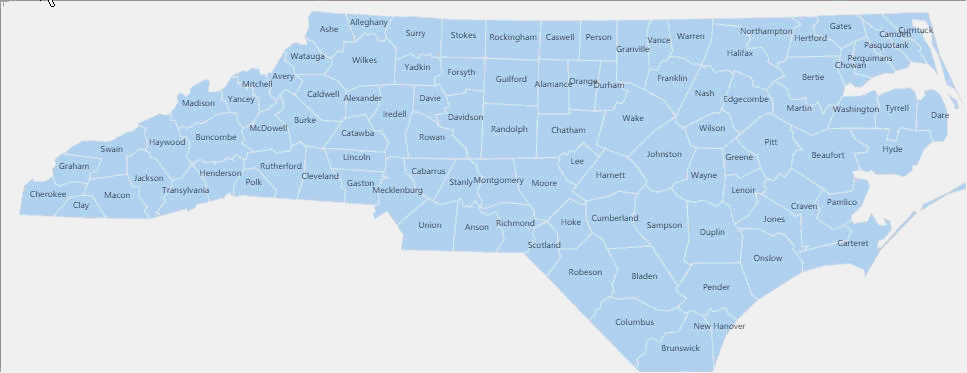 Ashe
Alleghany
Surry
Stokes
Rockingham
Caswell
Person
Granville
Vance
Warren
Northampton
Hertford
Gates
Camden
Currituck
Pasquotank
Perquimans
Chowan
Halifax
Bertie
Watauga
Wilkes
Yadkin
Forsyth
Guilford
Alamance
Orange
Durham
Franklin
Nash
Edgecombe
Martin
Washington
Tyrrell
Dare
Avery
Mitchell
Yancey
Madison
Caldwell
Alexander
Iredell
Davie
Davidson
Randolph
Chatham
Wake
Wilson
Pitt
Beaufort
Hyde
Buncombe
McDowell
Burke
Catawba
Rowan
Haywood
Swain
Lincoln
Lee
Johnston
Greene
Graham
Jackson
Henderson
Rutherford
Cleveland
Gaston
Cabarrus
Stanly
Montgomery
Moore
Harnett
Wayne
Lenoir
Cherokee
Clay
Macon
Transylvania
Polk
Mecklenburg
Union
Anson
Richmond
Scotland
Hoke
Cumberland
Sampson
Duplin
Jones
Craven
Pamlico
Carteret
Robeson
Bladen
Pender
Onslow
Columbus
New Hanover
Brunswick